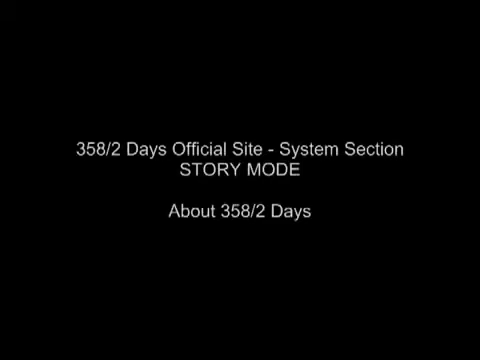 358/2 Days Official Site - System Section
STORY MODE
About 358/2 Days